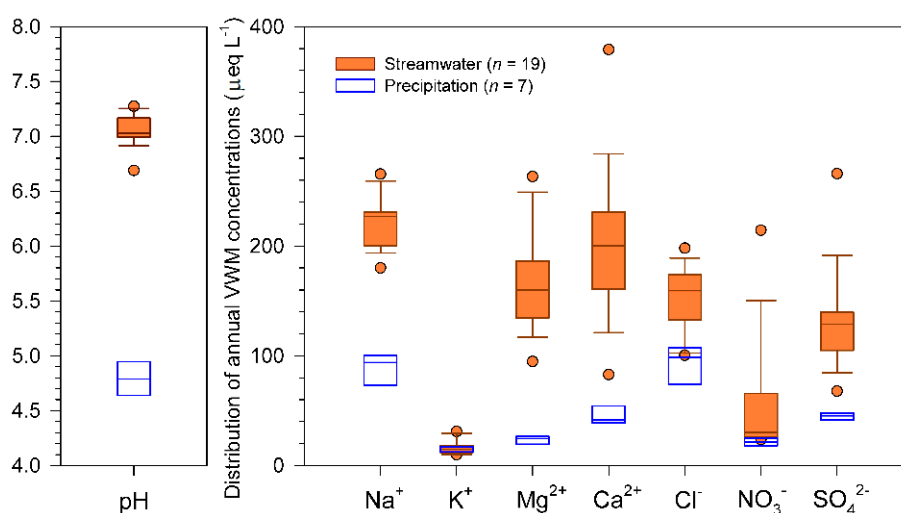 8.0
7.5
7.0
6.5
6.0
5.5
5.0
4.5
4.0
pH
Distribution of annual VWM concentrations (μeq L⁻¹)
400
300
200
100
0
Streamwater (n = 19)
Precipitation (n = 7)
Na⁺ K⁺ Mg²⁺ Ca²⁺ Cl⁻ NO₃⁻ SO₄²⁻